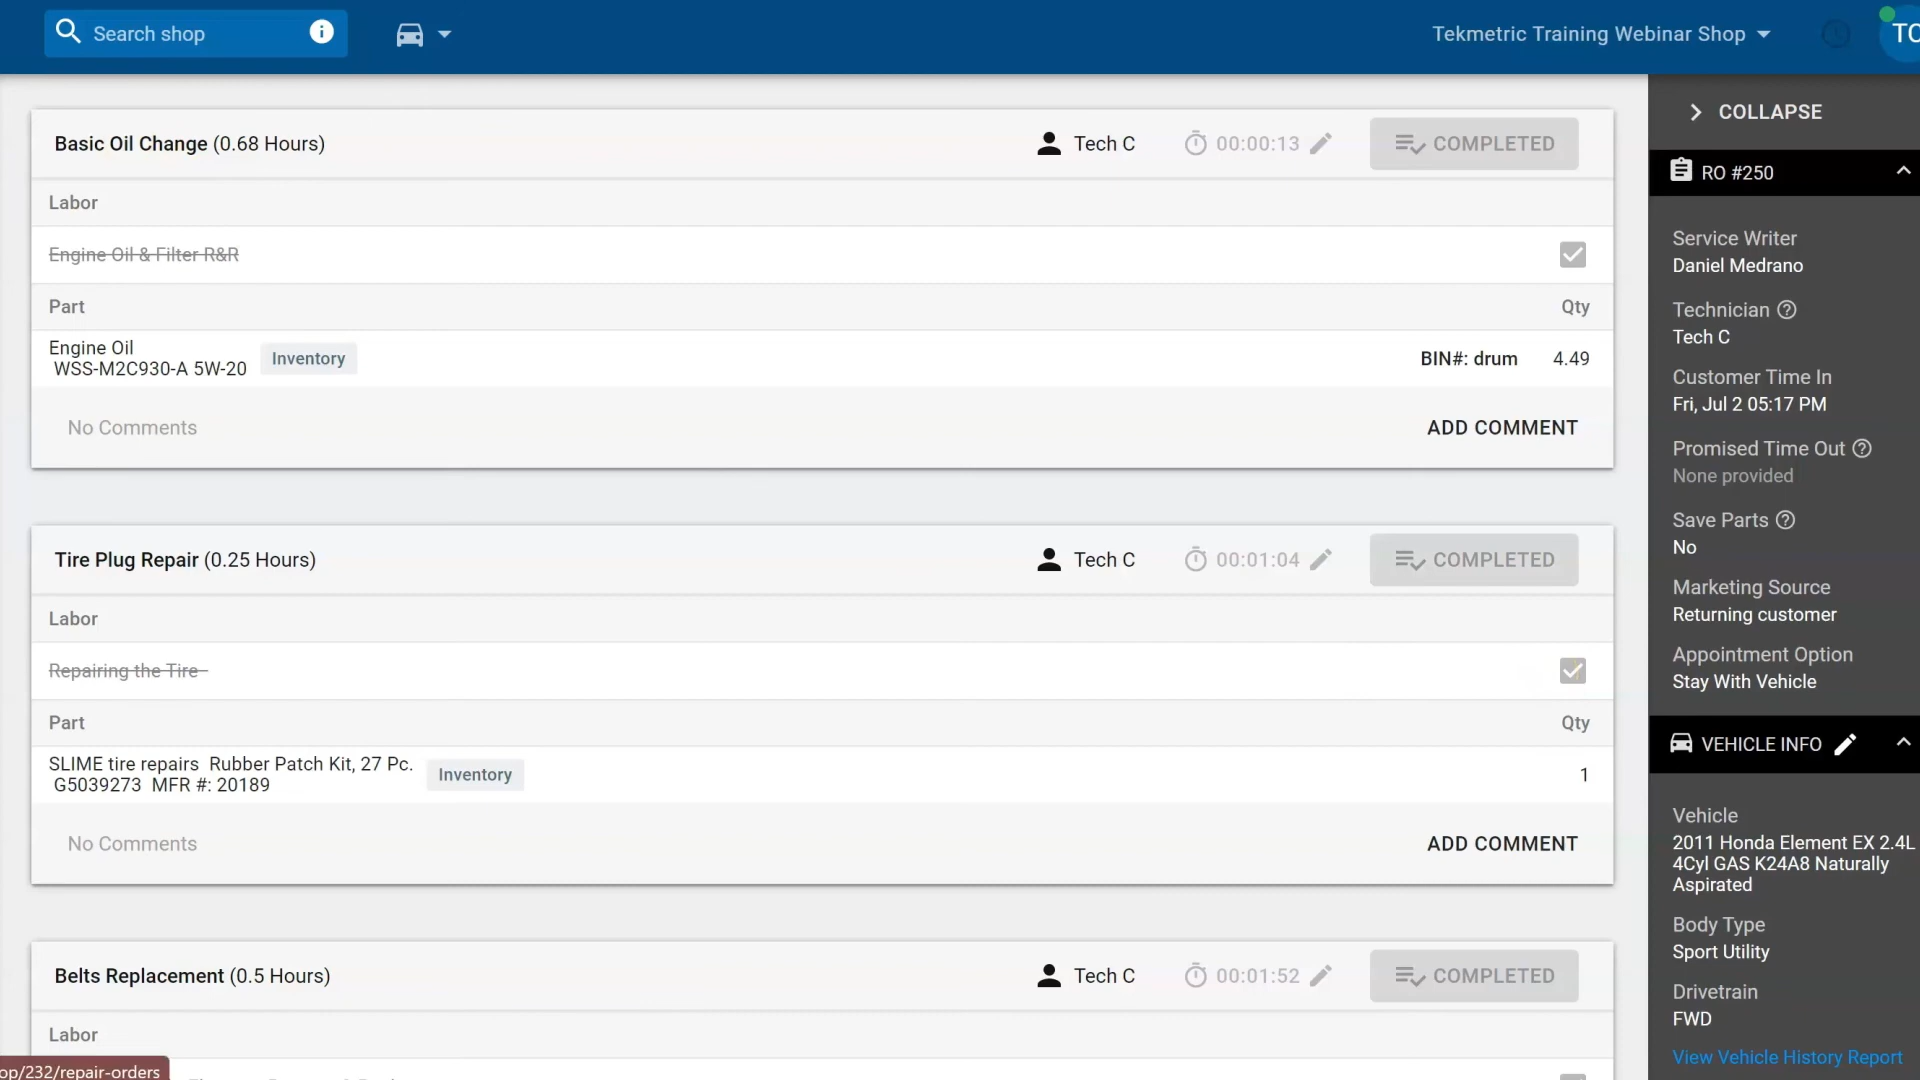 Search shop
Tekmetric Training Webinar Shop
TC
COLLAPSE
Basic Oil Change (0.68 Hours)
Tech C
00:00:13
COMPLETED
Labor
Engine Oil & Filter R&R
Part
Qty
Engine Oil
WSS-M2C930-A 5W-20
Inventory
BIN#: drum
4.49
No Comments
ADD COMMENT
Tire Plug Repair (0.25 Hours)
Tech C
00:01:04
COMPLETED
Labor
Repairing the Tire
Part
Qty
SLIME tire repairs Rubber Patch Kit, 27 Pc.
G5039273 MFR #: 20189
Inventory
1
No Comments
ADD COMMENT
Belts Replacement (0.5 Hours)
Tech C
00:01:52
COMPLETED
Labor
op/232/repair-orders
RO #250
Service Writer
Daniel Medrano
Technician
Tech C
Customer Time In
Fri, Jul 2 05:17 PM
Promised Time Out
None provided
Save Parts
No
Marketing Source
Returning customer
Appointment Option
Stay With Vehicle
VEHICLE INFO
Vehicle
2011 Honda Element EX 2.4L
4Cyl GAS K24A8 Naturally
Aspirated
Body Type
Sport Utility
Drivetrain
FWD
View Vehicle History Report